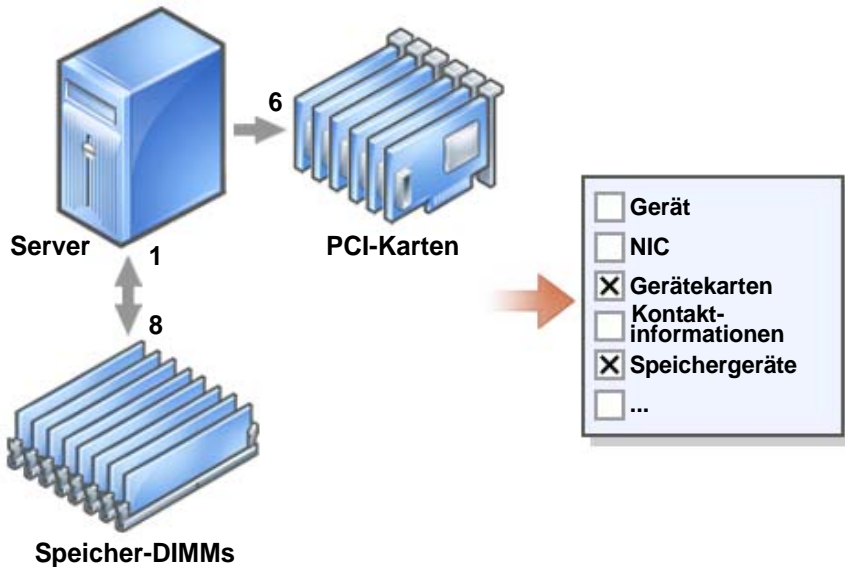 6
Server
1
PCI-Karten
8
Speicher-DIMMs
Gerät
NIC
Gerätekarten
Kontakt-
informationen
Speichergeräte
...